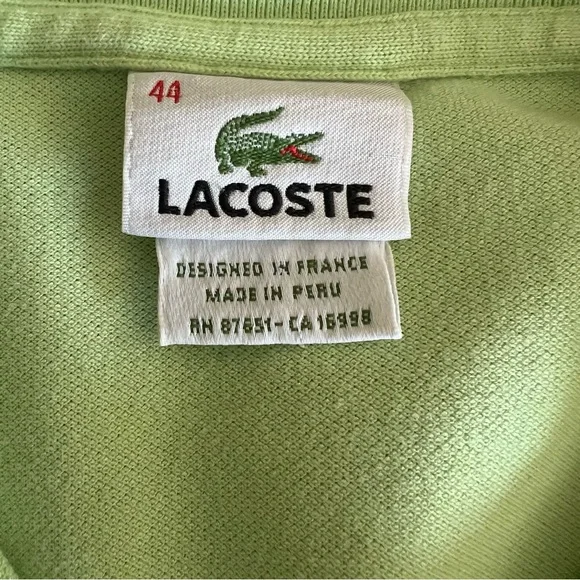 44
LACOSTE
DESIGNED IN FRANCE
MADE IN PERU
RN 87651- CA 16998